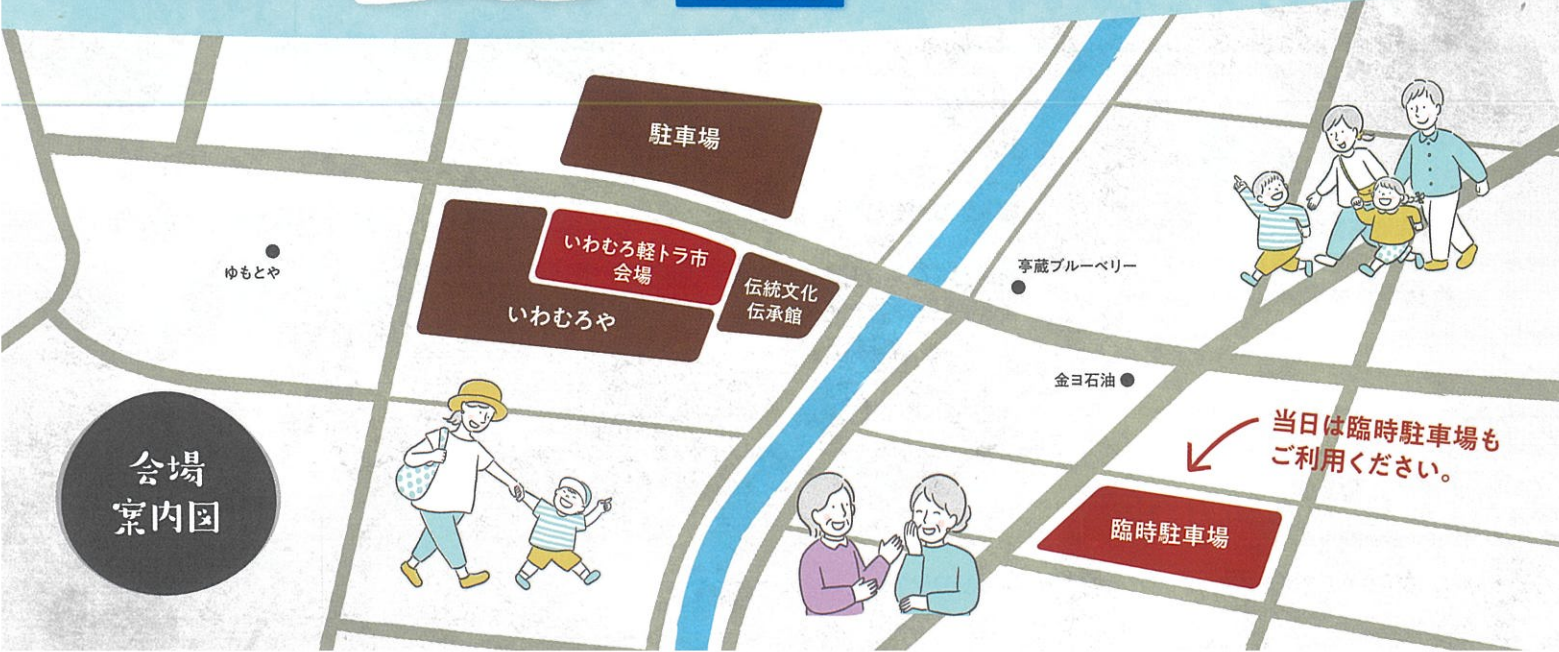 駐車場
いわむろ軽トラ市
会場
伝統文化
伝承館
いわむろや
ゆもとや
亭蔵ブルーベリー
金ヨ石油
当日は臨時駐車場も
ご利用ください。
臨時駐車場
会場
案内図